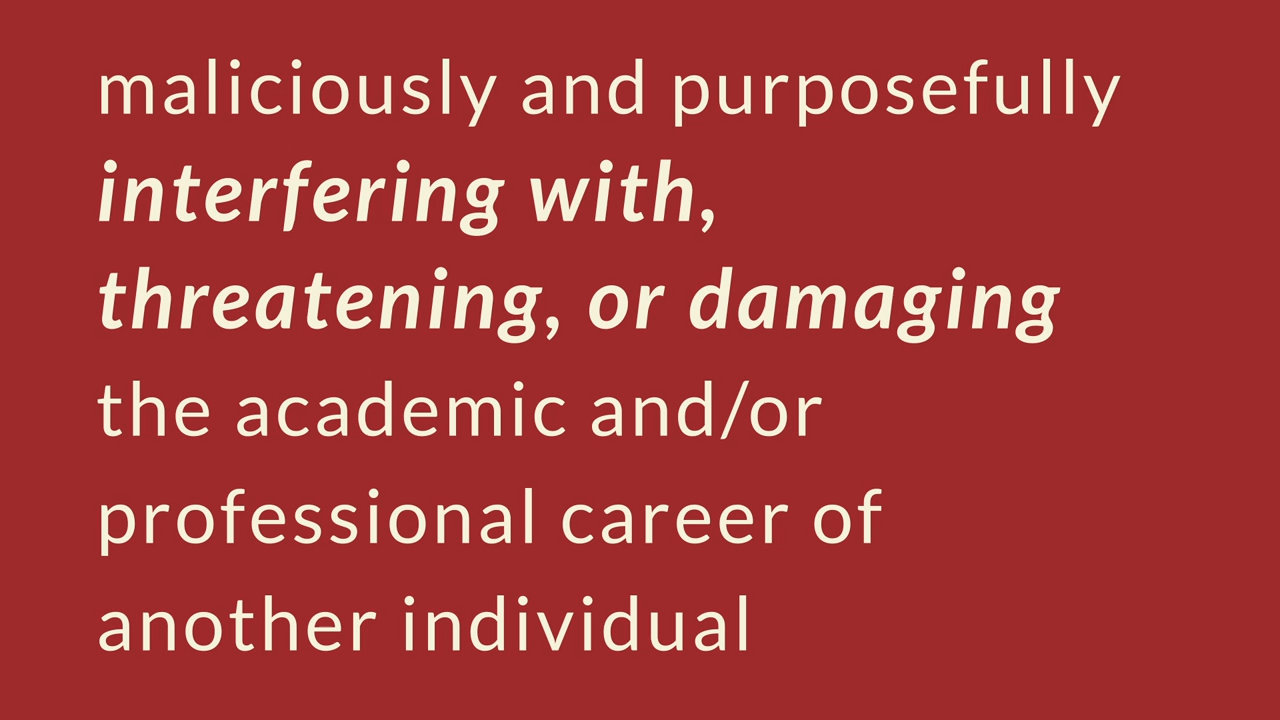 maliciously and purposefully
interfering with,
threatening, or damaging
the academic and/or
professional career of
another individual